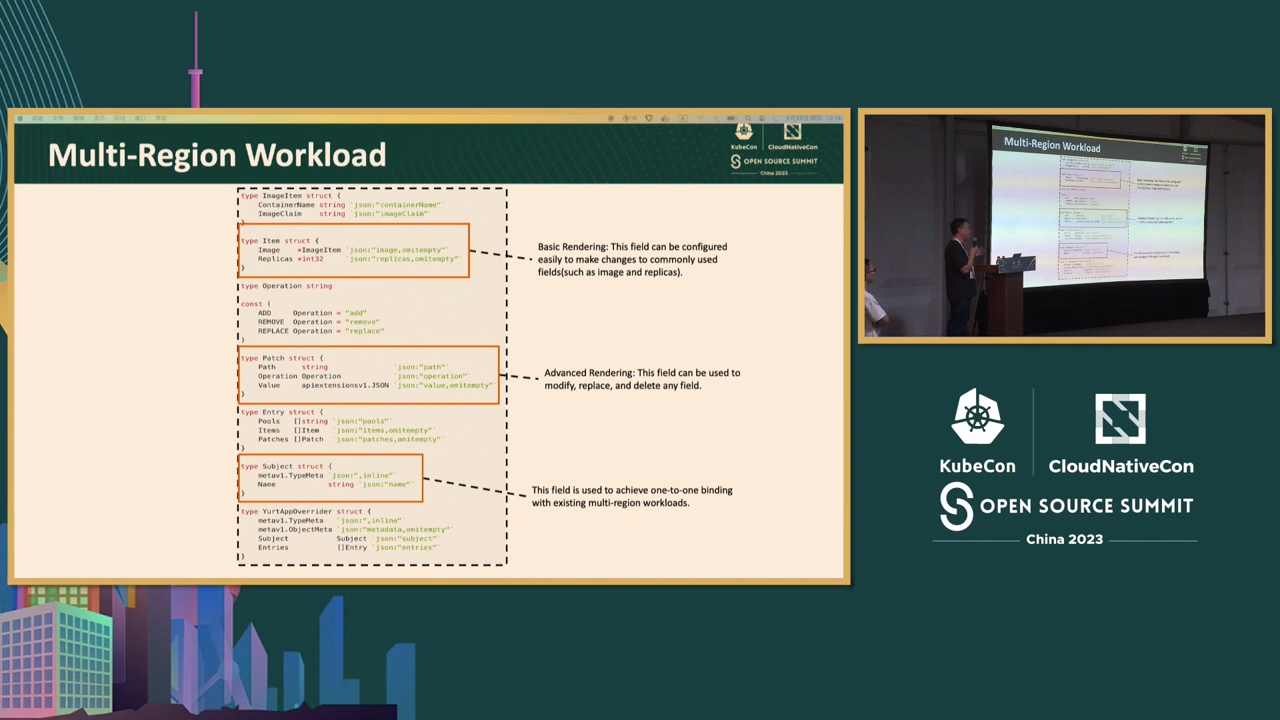 Multi-Region Workload
KubeCon
CloudNativeCon
OPEN SOURCE SUMMIT
China 2023
type ImageItem struct {
ContainerName string `json:"containerName"`
ImageClaim string `json:"imageClaim"`
}
type Item struct {
Image *ImageItem `json:"image,omitempty"`
Replicas *int32 `json:"replicas,omitempty"`
}
Basic Rendering: This field can be configured
easily to make changes to commonly used
fields(such as image and replicas).
type Operation string
const (
ADD Operation = "add"
REMOVE Operation = "remove"
REPLACE Operation = "replace"
)
type Patch struct {
Path string `json:"path"`
Operation Operation `json:"operation"`
Value apiextensionsv1.JSON `json:"value,omitempty"`
}
Advanced Rendering: This field can be used to
modify, replace, and delete any field.
type Entry struct {
Pools []string `json:"pools"`
Items []Item `json:"items,omitempty"`
Patches []Patch `json:"patches,omitempty"`
}
type Subject struct {
metav1.TypeMeta `json:",inline"`
Name string `json:"name"`
}
This field is used to achieve one-to-one binding
with existing multi-region workloads.
type YurtAppOverrider struct {
metav1.TypeMeta `json:",inline"`
metav1.ObjectMeta `json:"metadata,omitempty"`
Subject Subject `json:"subject"`
Entries []Entry `json:"entries"`
}
Multi-Region Workload
KubeCon
CloudNativeCon
OPEN SOURCE SUMMIT
China 2023